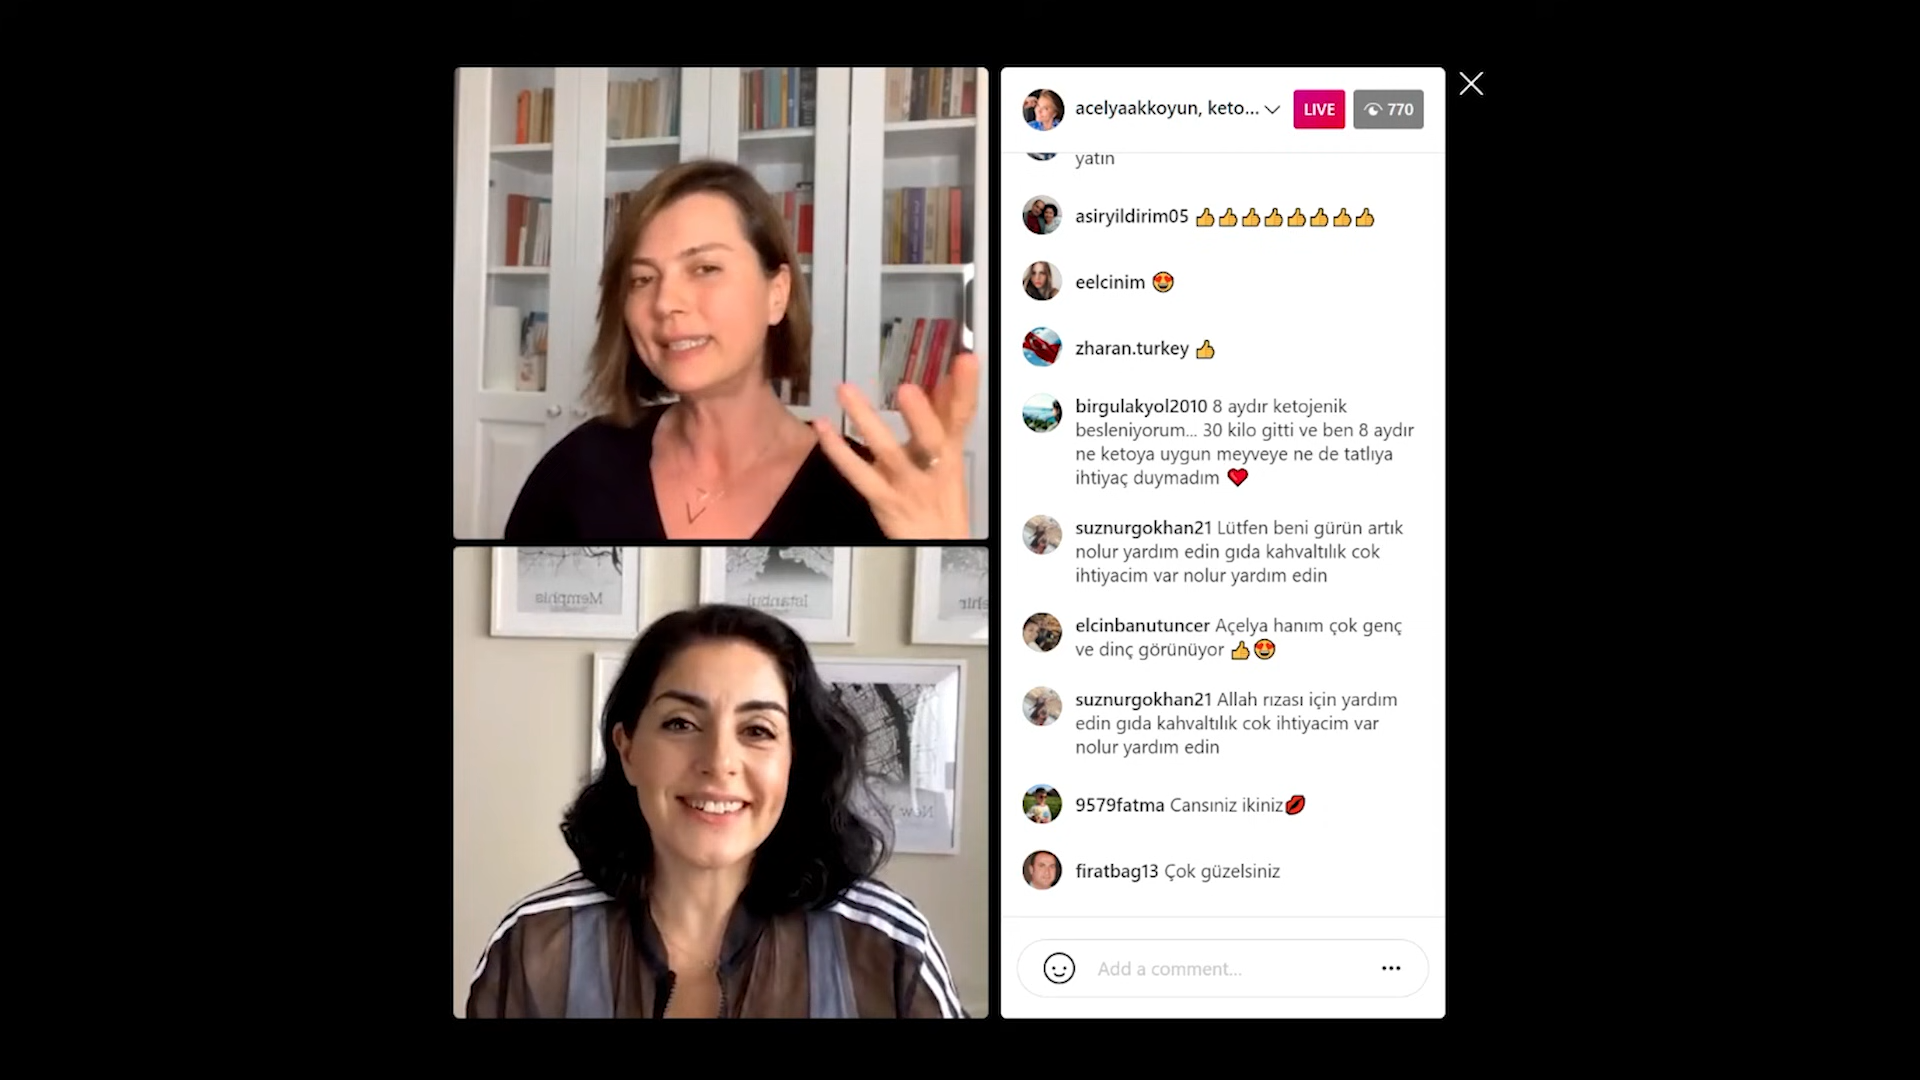 acelyaakkoyun, keto...
LIVE
770
yatın
asiryildirim05 👍👍👍👍👍👍👍👍
eelcinim 😍
zharan.turkey 👍
birgulakyol2010 8 aydır ketojenik
besleniyorum... 30 kilo gitti ve ben 8 aydır
ne ketoya uygun meyveye ne de tatlıya
ihtiyaç duymadım ❤️
suznurgokhan21 Lütfen beni gürün artık
nolur yardım edin gıda kahvaltılık cok
ihtiyacim var nolur yardım edin
elcinbanutuncer Açelya hanım çok genç
ve dinç görünüyor 👍😍
suznurgokhan21 Allah rızası için yardım
edin gıda kahvaltılık cok ihtiyacim var
nolur yardım edin
9579fatma Cansınız ikiniz💋
firatbag13 Çok güzelsiniz
Add a comment...
Memphis
Istanbul
New York